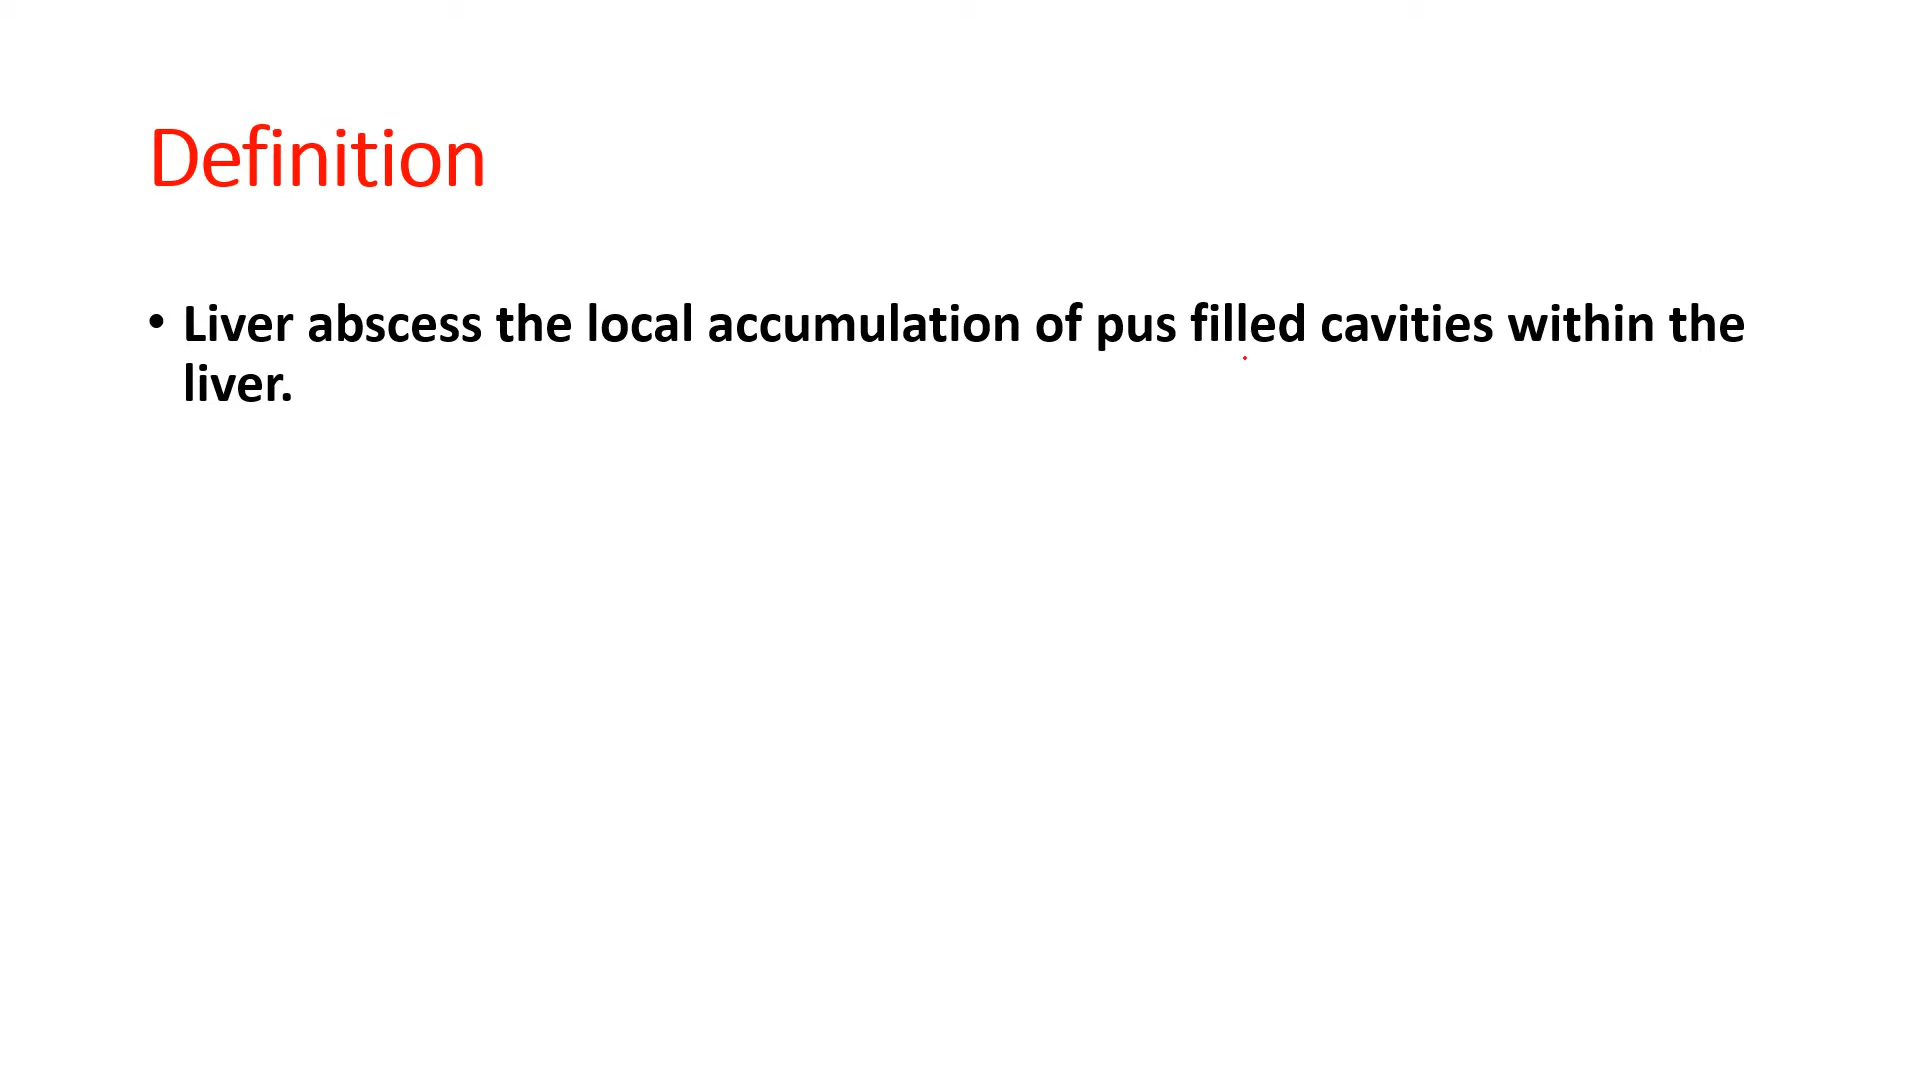 Definition
• Liver abscess the local accumulation of pus filled cavities within the
liver.